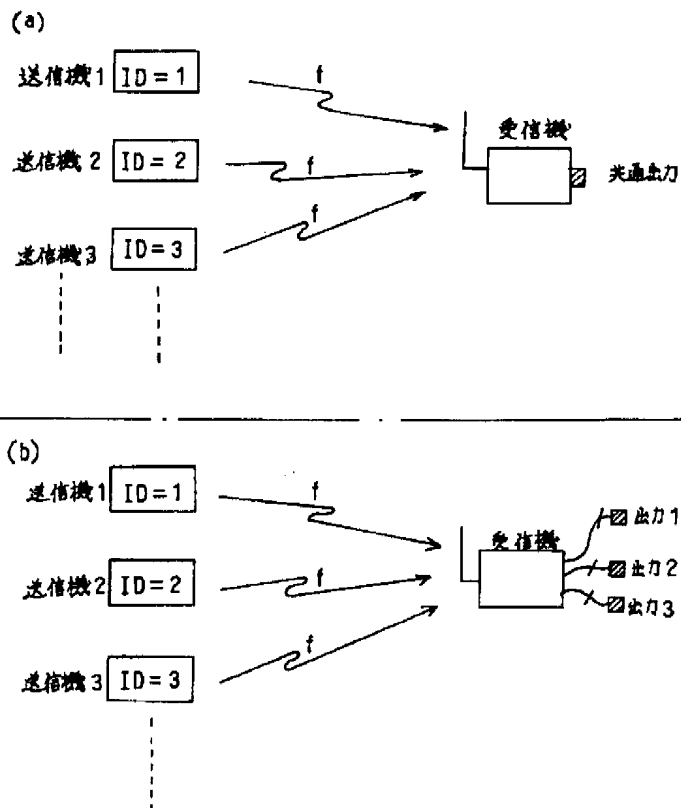 (a)
送信機1 ID=1 f
受信機
送信機2 ID=2 f 共通出力
送信機3 ID=3 f
(b)
送信機1 ID=1 f
受信機 出力1
送信機2 ID=2 f 出力2
出力3
送信機3 ID=3 f